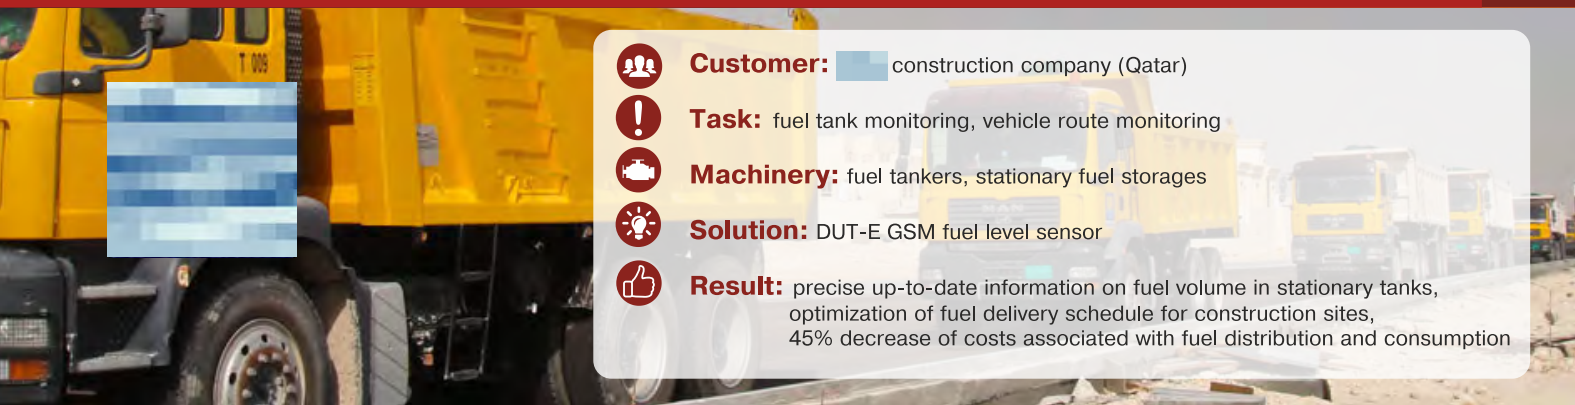 T 009
Customer: construction company (Qatar)
Task: fuel tank monitoring, vehicle route monitoring
Machinery: fuel tankers, stationary fuel storages
Solution: DUT-E GSM fuel level sensor
Result: precise up-to-date information on fuel volume in stationary tanks,
optimization of fuel delivery schedule for construction sites,
45% decrease of costs associated with fuel distribution and consumption
MAN